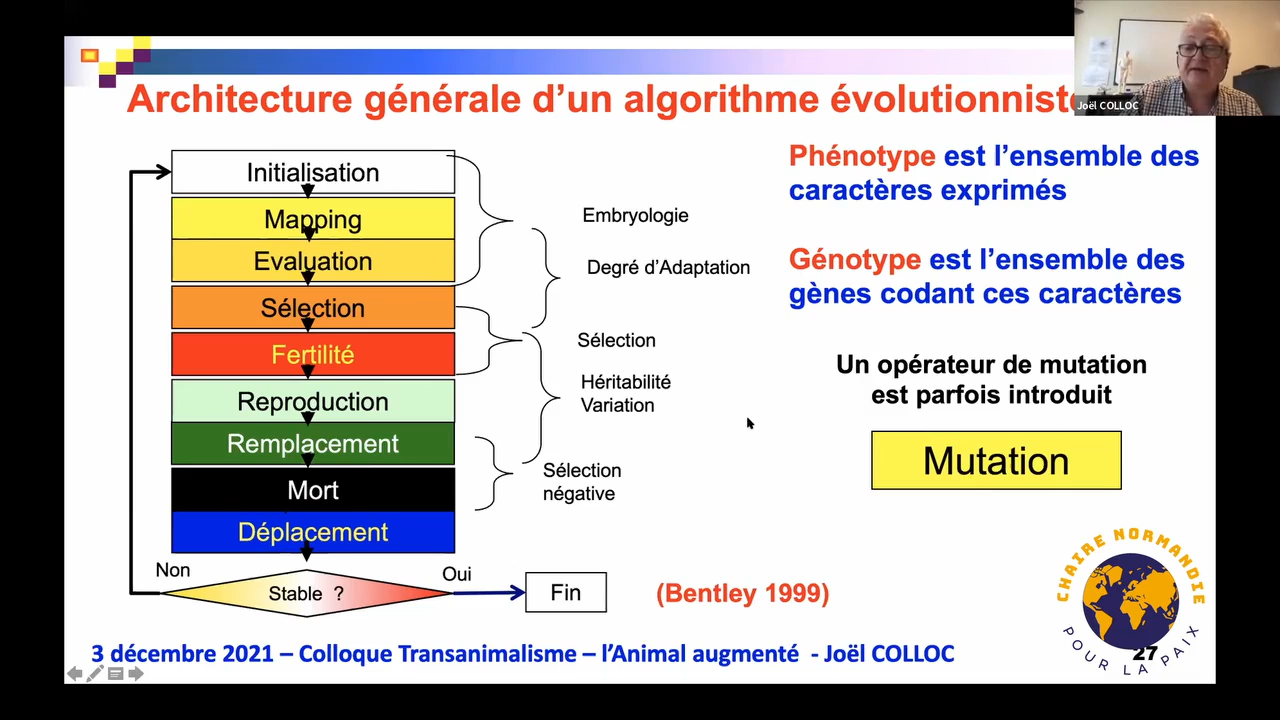 Architecture générale d’un algorithme évolutionniste
Joël COLLOC
Initialisation
Mapping
Evaluation
Sélection
Fertilité
Reproduction
Remplacement
Mort
Déplacement
Non
Stable ?
Oui
Fin
Embryologie
Degré d’Adaptation
Sélection
Héritabilité
Variation
Sélection
négative
Phénotype est l’ensemble des
caractères exprimés
Génotype est l’ensemble des
gènes codant ces caractères
Un opérateur de mutation
est parfois introduit
Mutation
(Bentley 1999)
CHAIRE NORMANDIE
POUR LA PAIX
27
3 décembre 2021 – Colloque Transanimalisme – l’Animal augmenté - Joël COLLOC